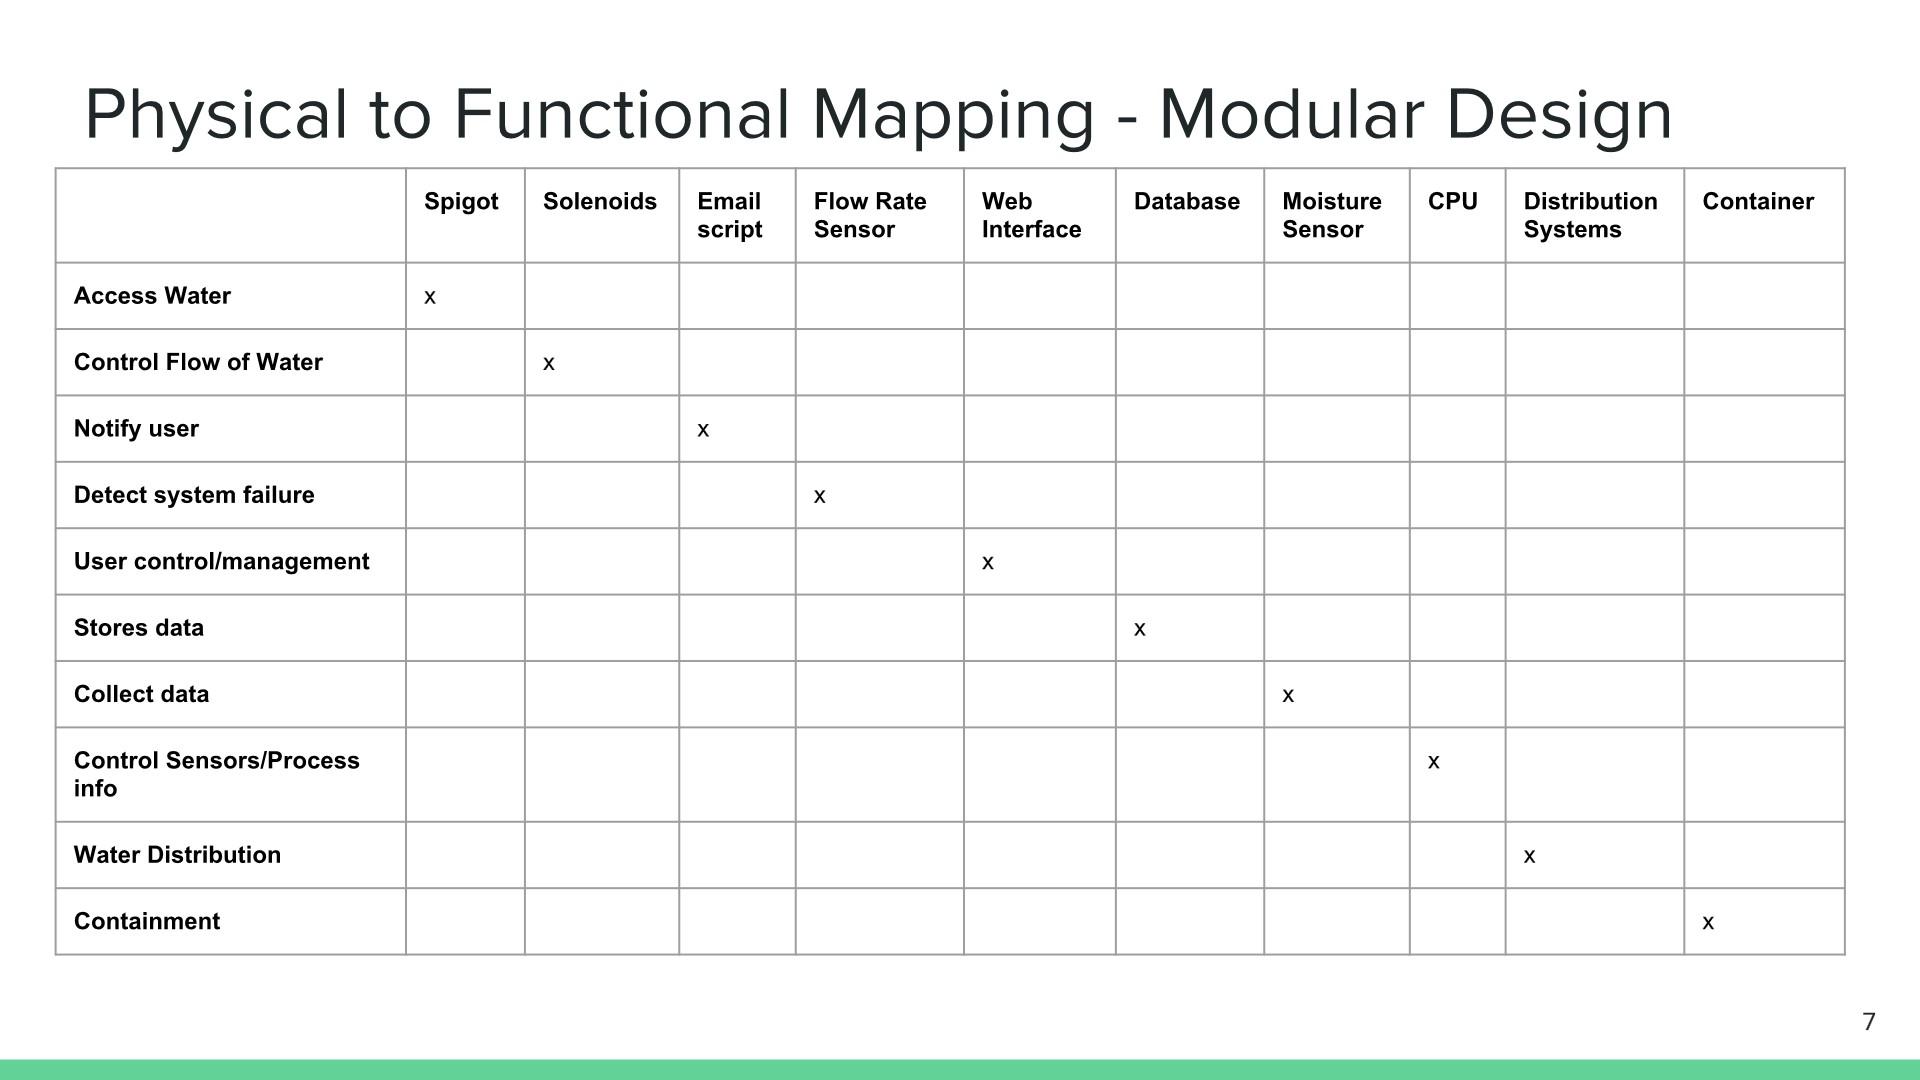 Physical to Functional Mapping - Modular Design
Spigot Solenoids Email script Flow Rate Sensor Web Interface Database Moisture Sensor CPU Distribution Systems Container
Access Water x
Control Flow of Water x
Notify user x
Detect system failure x
User control/management x
Stores data x
Collect data x
Control Sensors/Process info x
Water Distribution x
Containment x
7